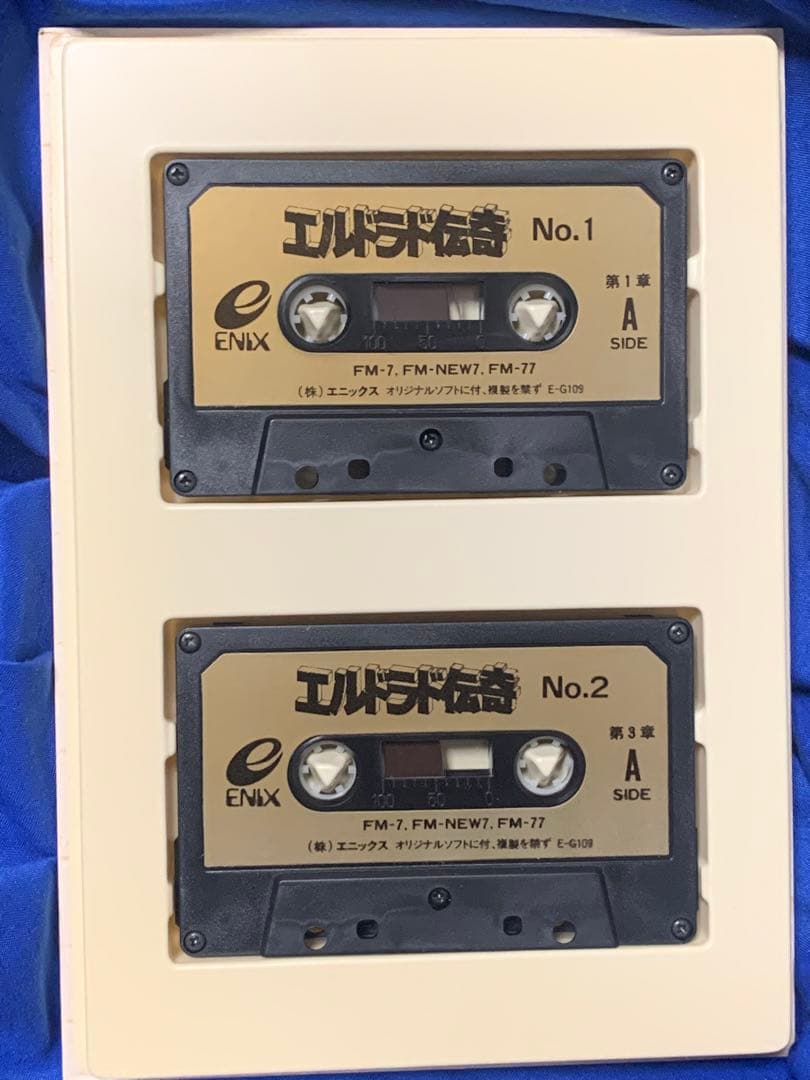 エルドラド伝奇 No.1
ENIX
第1章
A
SIDE
100 50 0
FM-7, FM-NEW7, FM-77
(株)エニックス オリジナルソフトに付、複製を禁ず E-G109
エルドラド伝奇 No.2
ENIX
第3章
A
SIDE
100 50 0
FM-7, FM-NEW7, FM-77
(株)エニックス オリジナルソフトに付、複製を禁ず E-G109